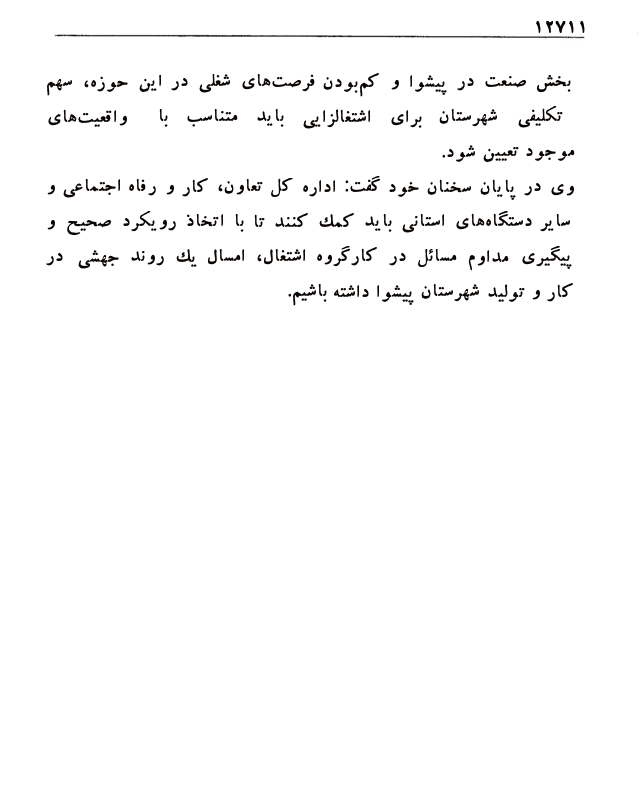 ۱۲۷۱۱
بخش صنعت در پیشوا و کم‌بودن فرصت‌های شغلی در این حوزه، سهم
تکلیفی شهرستان برای اشتغالزایی باید متناسب با واقعیت‌های
موجود تعیین شود.
وی در پایان سخنان خود گفت: اداره کل تعاون، کار و رفاه اجتماعی و
سایر دستگاه‌های استانی باید کمك کنند تا با اتخاذ رویکرد صحیح و
پیگیری مداوم مسائل در کارگروه اشتغال، امسال یك روند جهشی در
کار و تولید شهرستان پیشوا داشته باشیم.